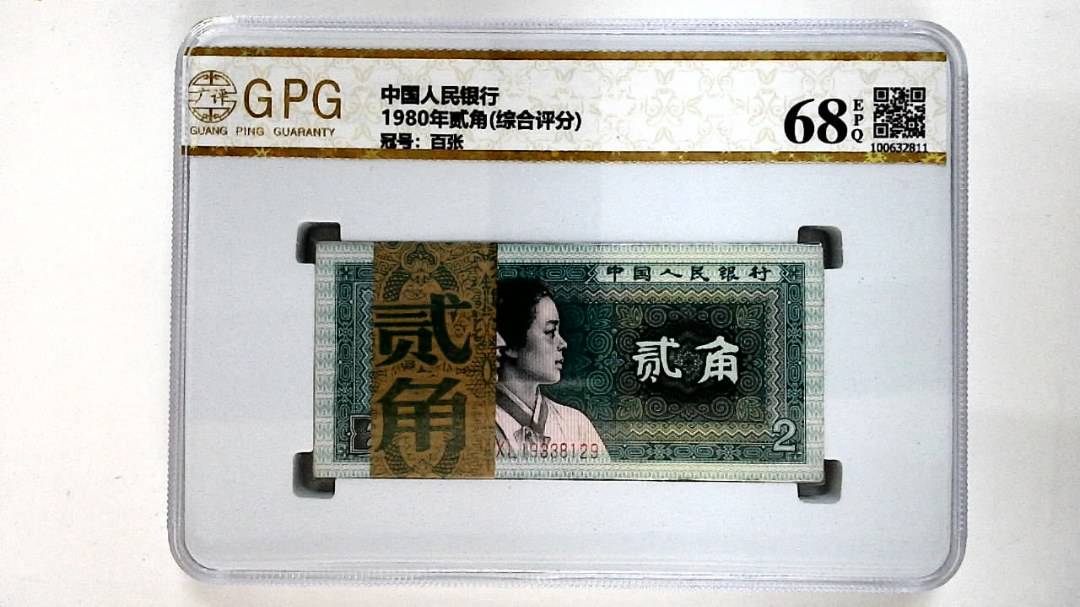 广评
GPG
GUANG PING GUARANTY
中国人民银行
1980年贰角(综合评分)
冠号：百张
68
EPQ
100632811
贰角
中国人民银行
贰角
2
XL19338129